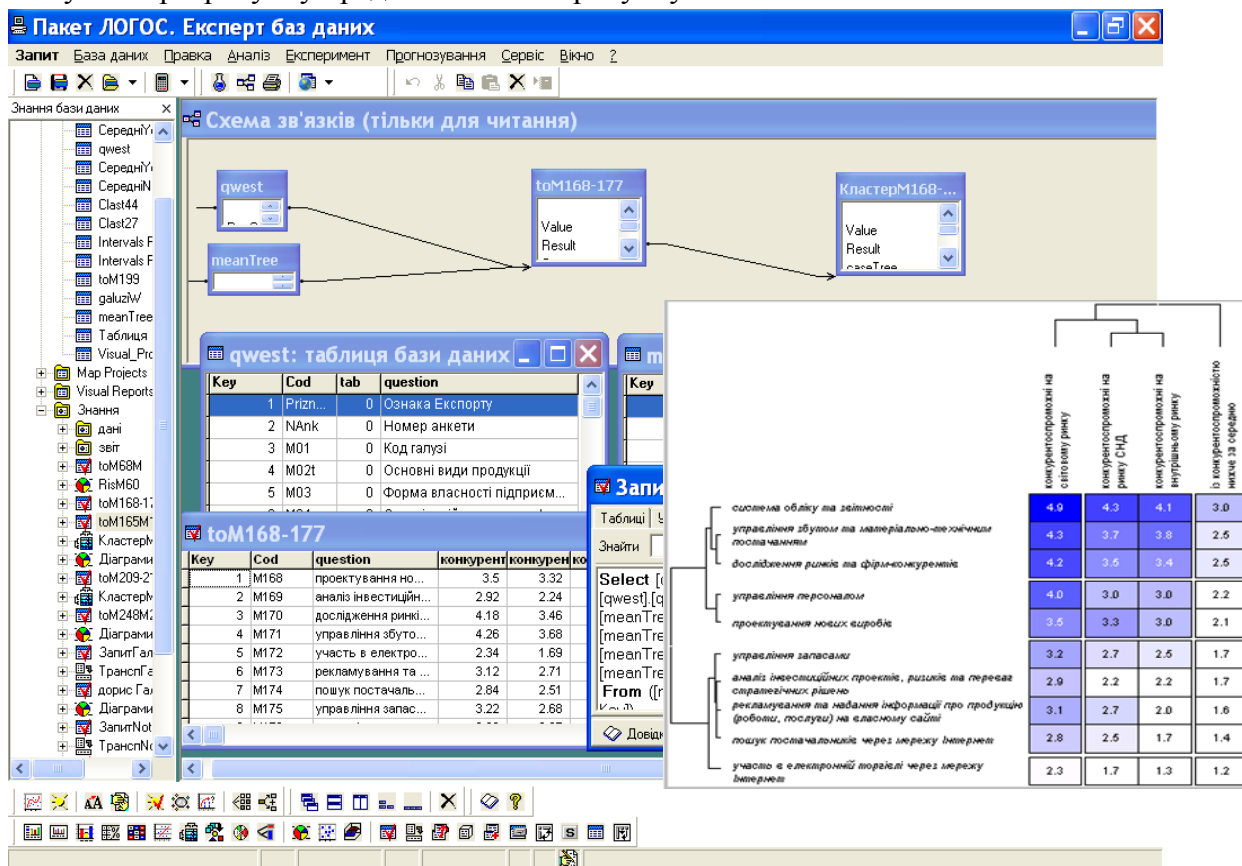 Пакет ЛОГОС. Експерт баз даних
Запит База даних Правка Аналіз Експеримент Прогнозування Сервіс Вікно ?
Знання бази даних
qwest
Clast44
Clast27
toM199
galuziW
meanTree
Таблиця
Map Projects
Visual Reports
Знання
дані
звіт
toM68M
RisM60
Діаграми
Діаграми
Схема зв'язків (тільки для читання)
qwest
meanTree
toM168-177
Value
Result
КластерM168-...
Value
Result
caseTree
qwest: таблиця бази даних
Key Cod tab question
1 Prizn... 0 Ознака Експорту
2 NAnk 0 Номер анкети
3 M01 0 Код галузі
4 M02t 0 Основні види продукції
5 M03 0 Форма власності підприєм...
Key
toM168-177
Key Cod question конкурент конкурен
1 M168 проектування но... 3.5 3.32
2 M169 аналіз інвестиційн... 2.92 2.24
3 M170 дослідження ринкі... 4.18 3.46
4 M171 управління збуто... 4.26 3.68
5 M172 участь в електро... 2.34 1.69
6 M173 рекламування та ... 3.12 2.71
7 M174 пошук постачаль... 2.84 2.51
8 M175 управління запас... 3.22 2.68
Таблиці
Знайти
Select
[qwest].[q
[meanTre
[meanTre
[meanTre
[meanTre
From
конкурентоспроможні на
світовому ринку
конкурентоспроможні на
ринку СНД
конкурентоспроможні на
внутрішньому ринку
із конкурентоспроможністю
нижче за середню
система обліку та звітності 4.9 4.3 4.1 3.0
управління збутом та матеріально-технічним
постачанням 4.3 3.7 3.8 2.5
дослідження ринків та фірм-конкурентів 4.2 3.5 3.4 2.5
управління персоналом 4.0 3.0 3.0 2.2
проектування нових виробів 3.5 3.3 3.0 2.1
управління запасами 3.2 2.7 2.5 1.7
аналіз інвестиційних проектів, ризиків та переваг
стратегічних рішень 2.9 2.2 2.2 1.7
рекламування та надання інформації про продукцію
(роботи, послуги) на власному сайті 3.1 2.7 2.0 1.6
пошук постачальників через мережу Інтернет 2.8 2.5 1.7 1.4
участь в електронній торгівлі через мережу
Інтернет 2.3 1.7 1.3 1.2